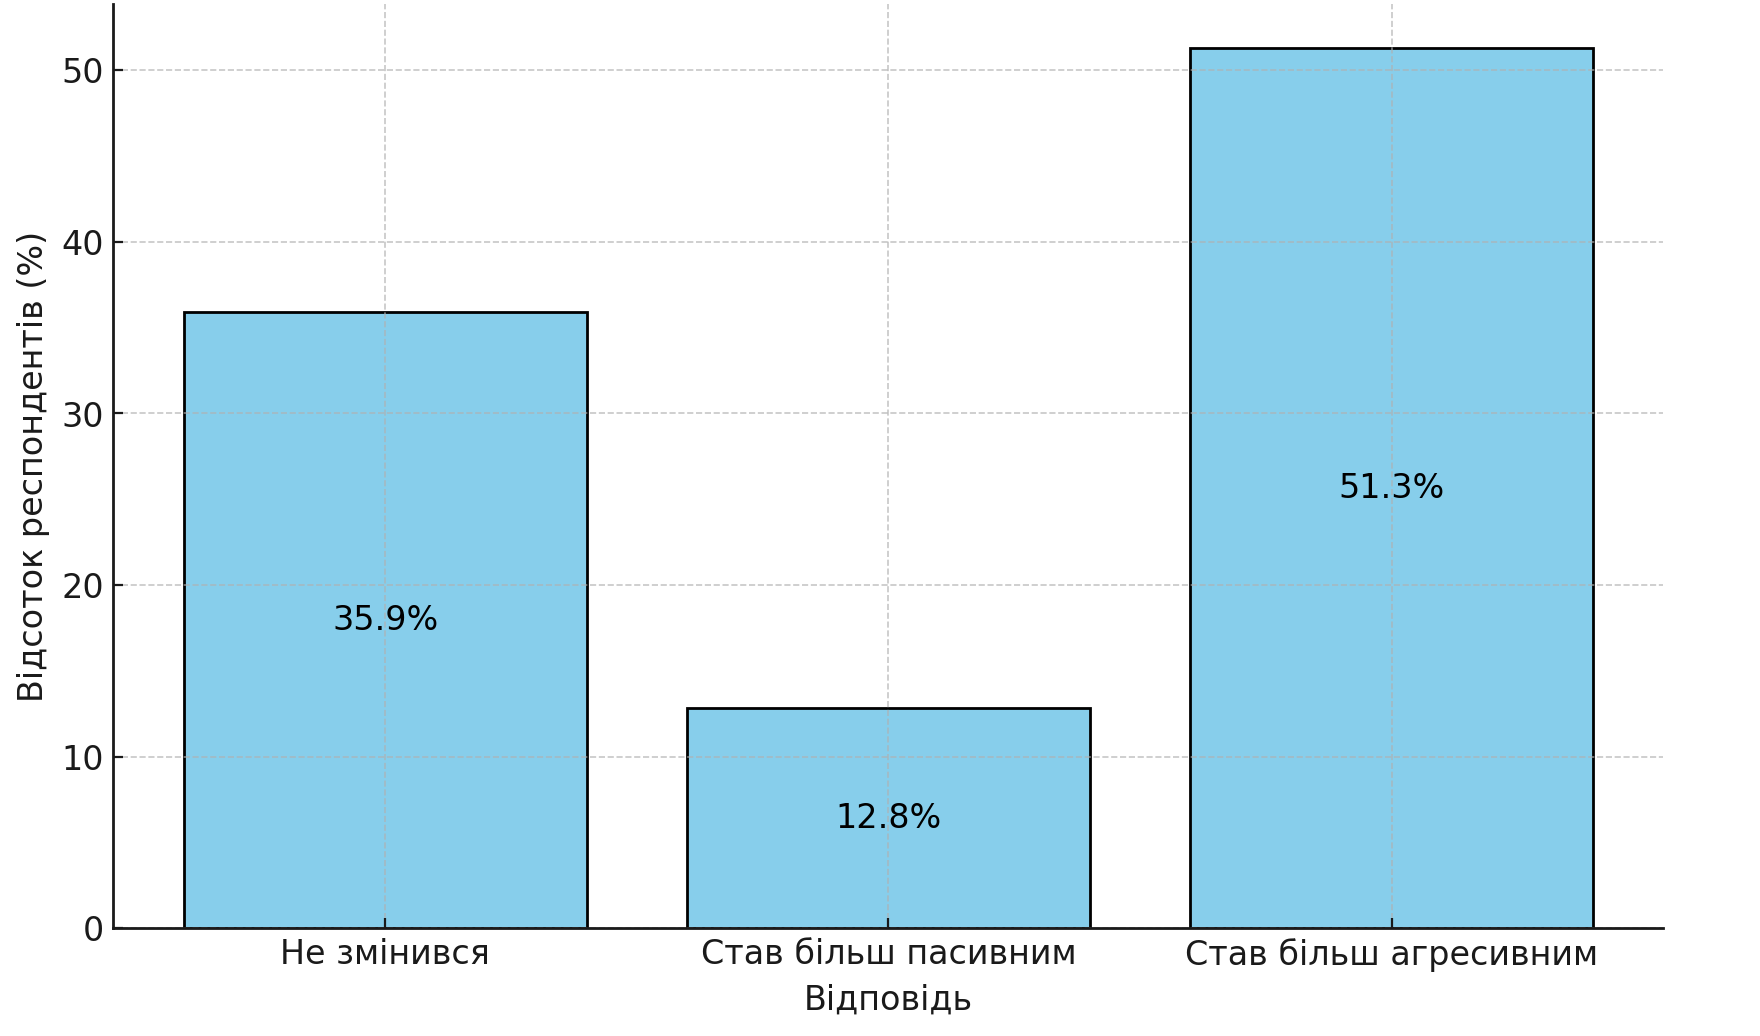 Відсоток респондентів (%)
50
40
30
20
10
0
35.9%
12.8%
51.3%
Не змінився
Став більш пасивним
Став більш агресивним
Відповідь